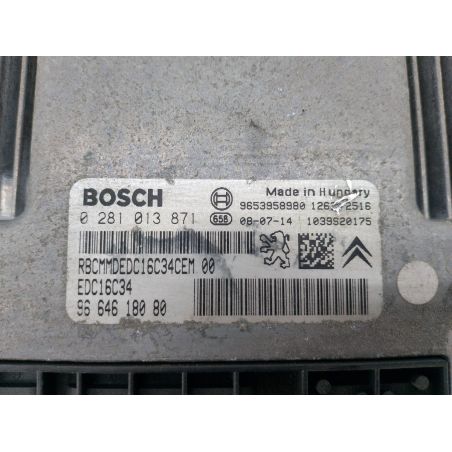 BOSCH
Made in Hungary
9653958980
0 281 013 871 658 08-07-14 1039S20175
RBCMMDEDC16C34CEM 00
EDC16C34
96 646 180 80